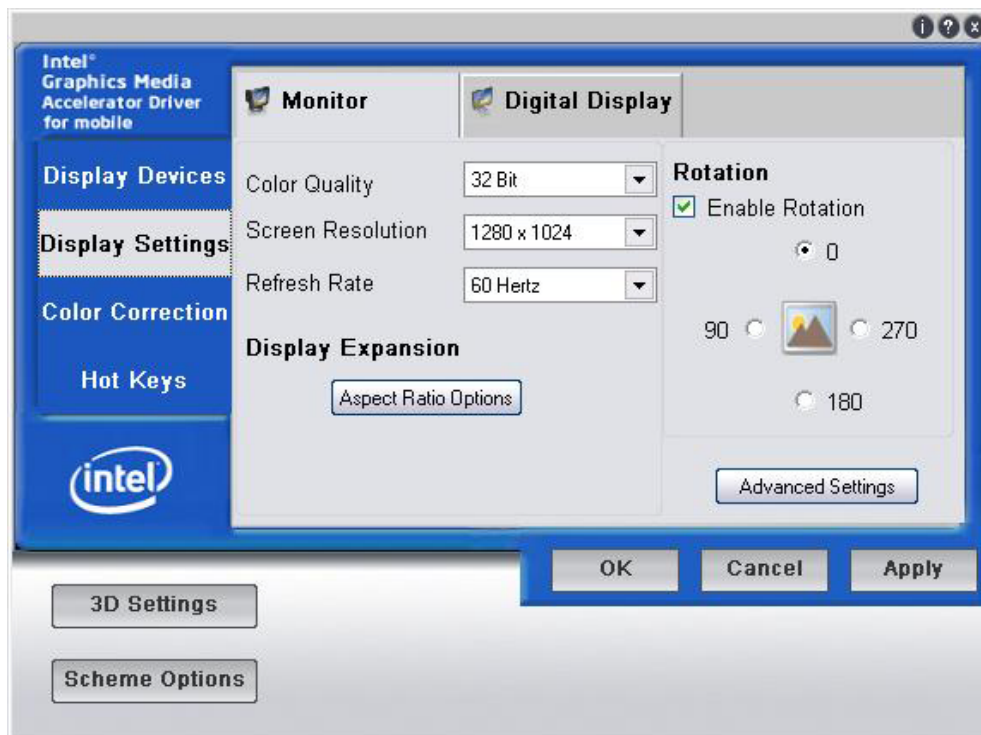 Intel®
Graphics Media
Accelerator Driver
for mobile
Monitor
Digital Display
Display Devices
Display Settings
Color Correction
Hot Keys
intel
Color Quality
32 Bit
Screen Resolution
1280 x 1024
Refresh Rate
60 Hertz
Display Expansion
Aspect Ratio Options
Rotation
Enable Rotation
0
90
270
180
Advanced Settings
OK
Cancel
Apply
3D Settings
Scheme Options